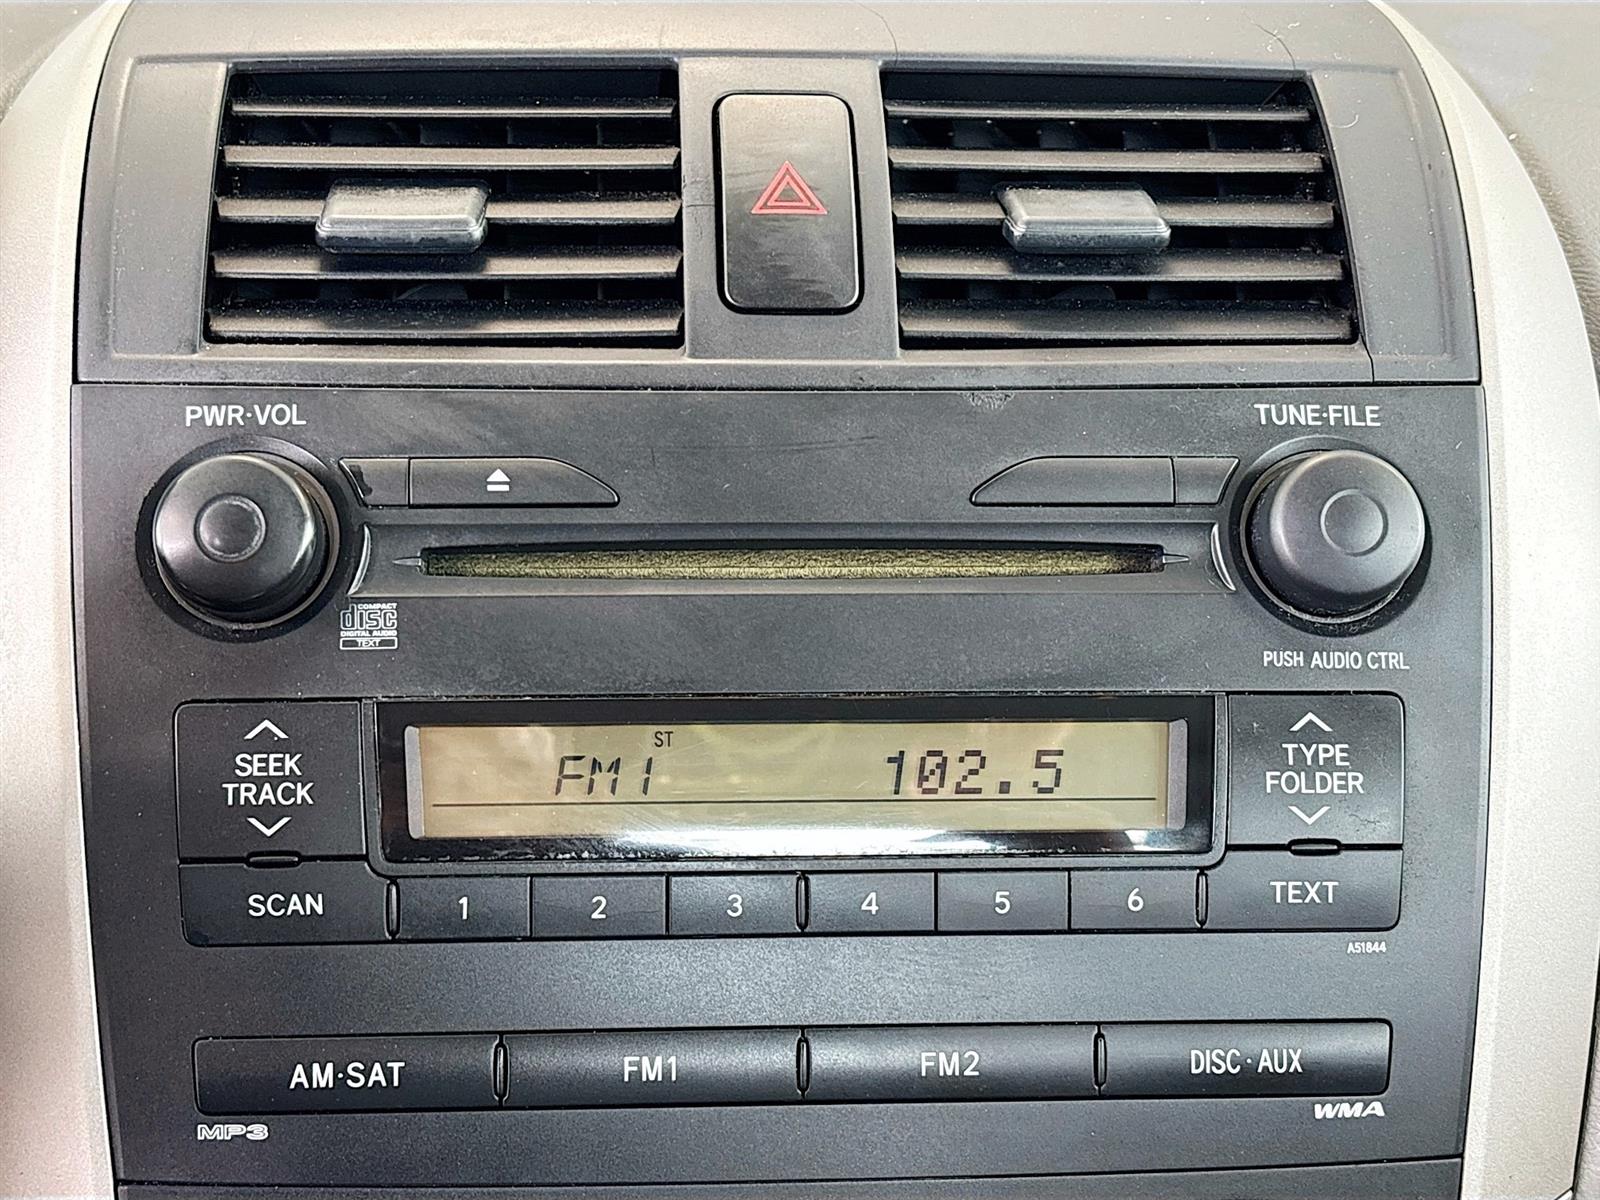 PWR·VOL
TUNE·FILE
COMPACT
disc
DIGITAL AUDIO
TEXT
PUSH AUDIO CTRL
SEEK
TRACK
ST
FM1 102.5
TYPE
FOLDER
SCAN
1
2
3
4
5
6
TEXT
A51844
AM·SAT
FM1
FM2
DISC·AUX
MP3
WMA